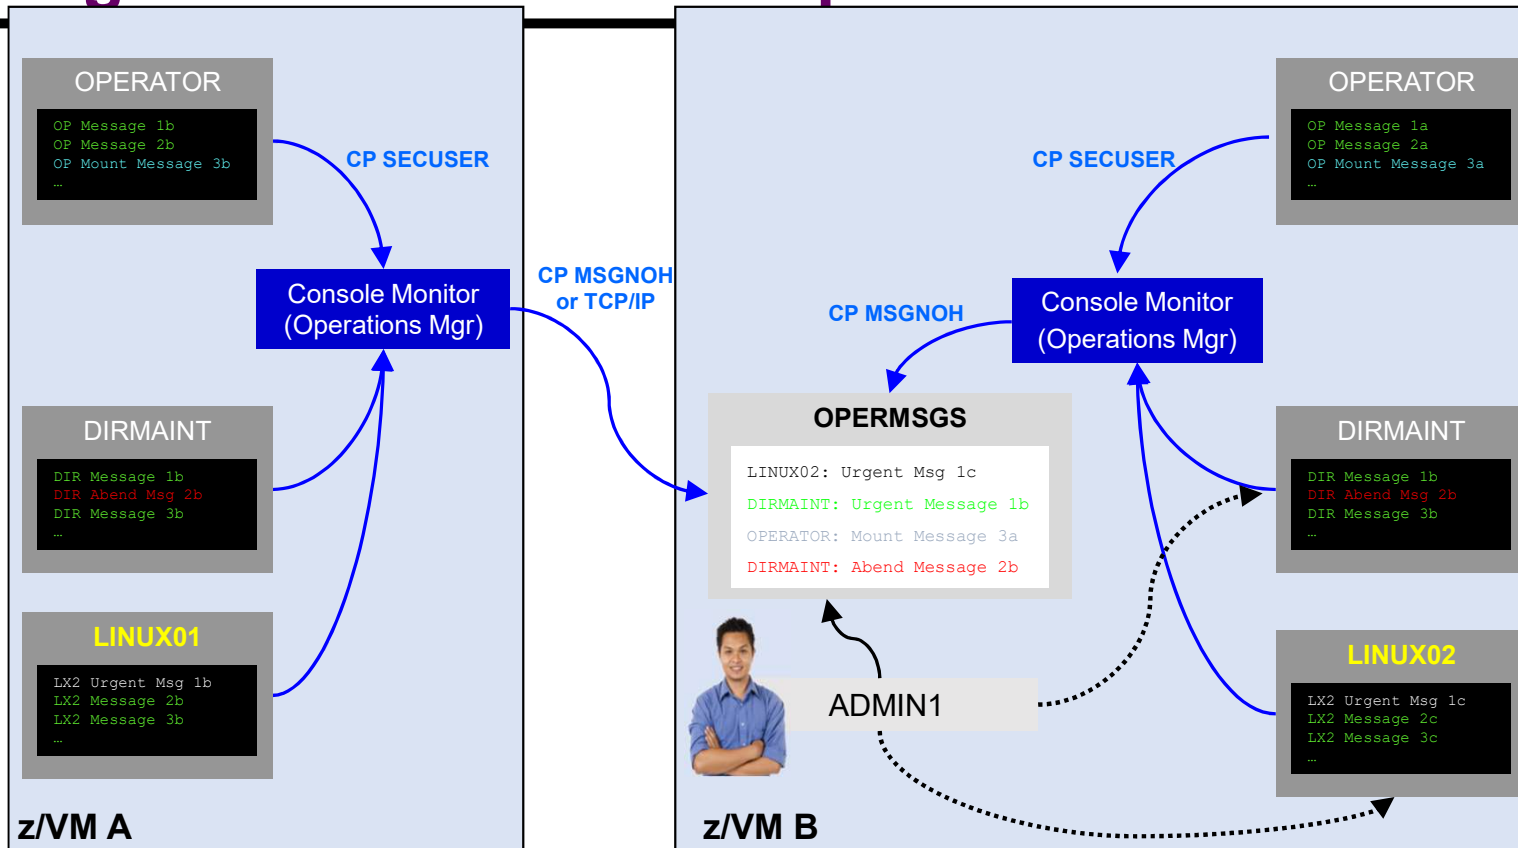 OPERATOR
OP Message 1b
OP Message 2b
OP Mount Message 3b
…
CP SECUSER
Console Monitor
(Operations Mgr)
DIRMAINT
DIR Message 1b
DIR Abend Msg 2b
DIR Message 3b
…
LINUX01
LX2 Urgent Msg 1b
LX2 Message 2b
LX2 Message 3b
…
z/VM A
CP MSGNOH
or TCP/IP
OPERATOR
OP Message 1a
OP Message 2a
OP Mount Message 3a
…
CP SECUSER
Console Monitor
(Operations Mgr)
CP MSGNOH
OPERMSGS
LINUX02: Urgent Msg 1c
DIRMAINT: Urgent Message 1b
OPERATOR: Mount Message 3a
DIRMAINT: Abend Message 2b
DIRMAINT
DIR Message 1b
DIR Abend Msg 2b
DIR Message 3b
…
ADMIN1
LINUX02
LX2 Urgent Msg 1c
LX2 Message 2c
LX2 Message 3c
…
z/VM B